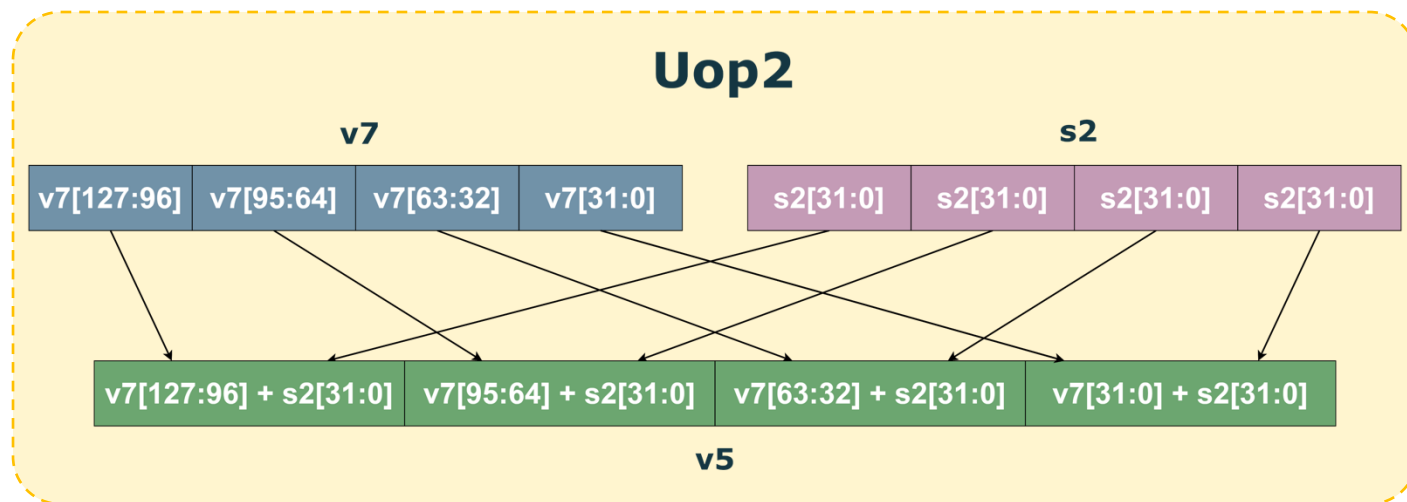 Uop2
v7 s2
v7[127:96] v7[95:64] v7[63:32] v7[31:0] s2[31:0] s2[31:0] s2[31:0] s2[31:0]
v7[127:96] + s2[31:0] v7[95:64] + s2[31:0] v7[63:32] + s2[31:0] v7[31:0] + s2[31:0]
v5